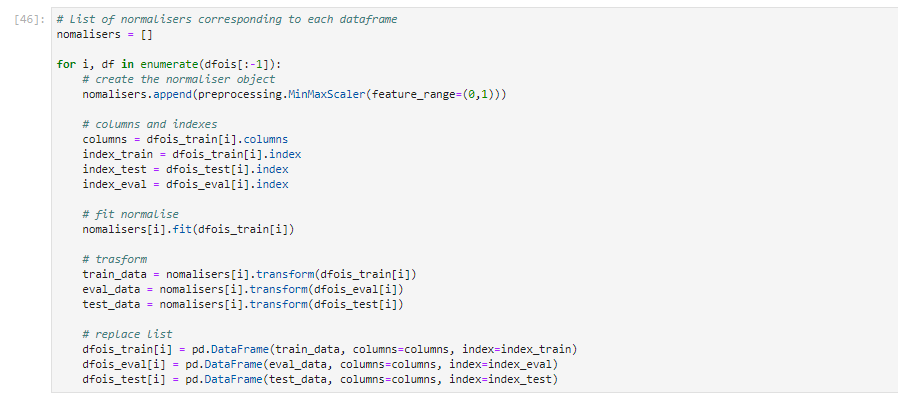 [46]: # List of normalisers corresponding to each dataframe
nomalisers = []
for i, df in enumerate(dfois[:-1]):
# create the normaliser object
nomalisers.append(preprocessing.MinMaxScaler(feature_range=(0,1)))
# columns and indexes
columns = dfois_train[i].columns
index_train = dfois_train[i].index
index_test = dfois_test[i].index
index_eval = dfois_eval[i].index
# fit normalise
nomalisers[i].fit(dfois_train[i])
# trasform
train_data = nomalisers[i].transform(dfois_train[i])
eval_data = nomalisers[i].transform(dfois_eval[i])
test_data = nomalisers[i].transform(dfois_test[i])
# replace list
dfois_train[i] = pd.DataFrame(train_data, columns=columns, index=index_train)
dfois_eval[i] = pd.DataFrame(eval_data, columns=columns, index=index_eval)
dfois_test[i] = pd.DataFrame(test_data, columns=columns, index=index_test)